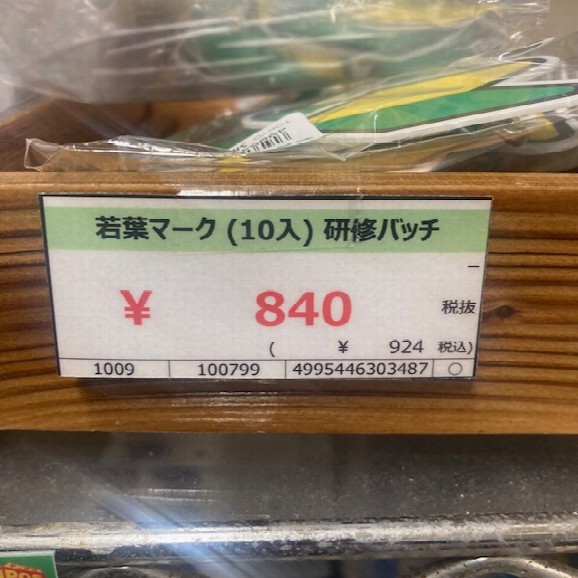 若葉マーク (10入) 研修バッチ
¥ 840 税抜
( ¥ 924 税込)
1009 100799 4995446303487 ○